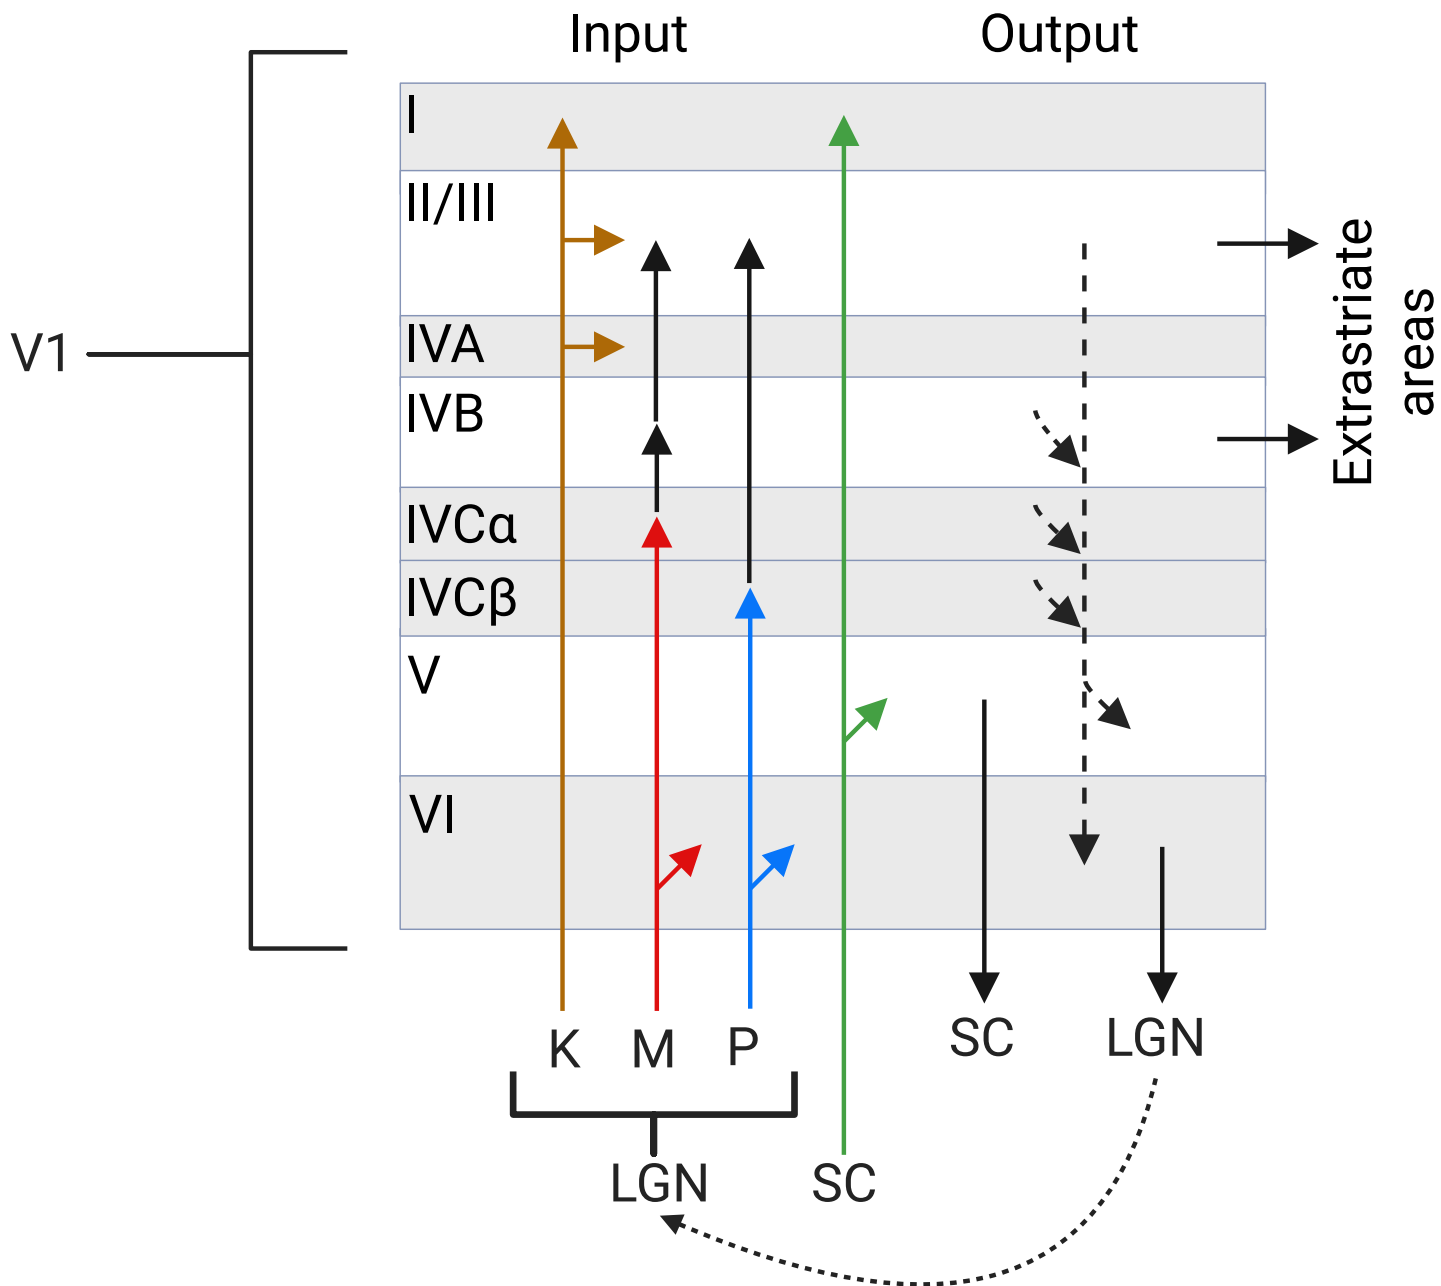 Input
Output
I
II/III
IVA
IVB
IVCα
IVCβ
V
VI
V1
Extrastriate
areas
K
M
P
SC
LGN
LGN
SC